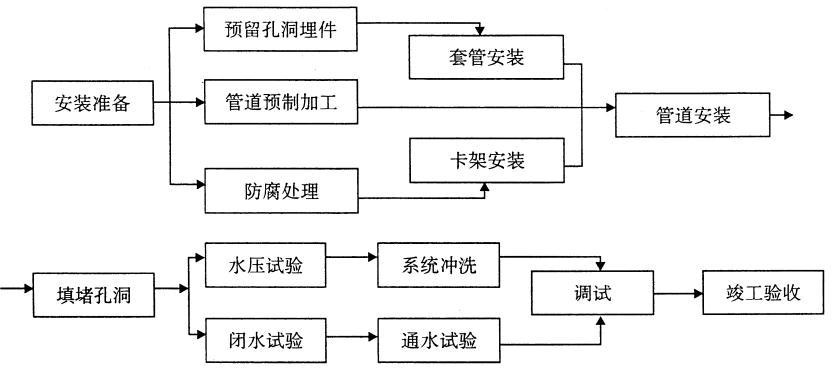 预留孔洞埋件
套管安装
安装准备
管道预制加工
管道安装
卡架安装
防腐处理
水压试验
系统冲洗
填堵孔洞
调试
竣工验收
闭水试验
通水试验